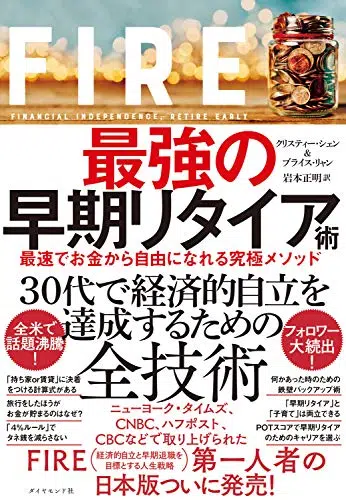 FIRE
FINANCIAL INDEPENDENCE, RETIRE EARLY
クリスティー・シェン
&
ブライス・リャン
岩本正明 訳
最強の
早期リタイア術
最速でお金から自由になれる究極メソッド
30代で経済的自立を
達成するための
全技術
全米で
話題沸騰!
フォロワー
大続出!
「持ち家or賃貸」に決着
をつける計算式がある
旅行をしたほうが
お金が貯まるのはなぜ?
「4%ルール」で
タネ銭を減らさない
何かあった時のための
鉄壁バックアップ術
「早期リタイア」と
「子育て」は両立できる
POTスコアで早期リタイア
のためのキャリアを選ぶ
ニューヨーク・タイムズ、
CNBC、ハフポスト、
CBCなどで取り上げられた
FIRE(経済的自立と早期退職を
目標とする人生戦略)第一人者の
日本版ついに発売!
ダイヤモンド社